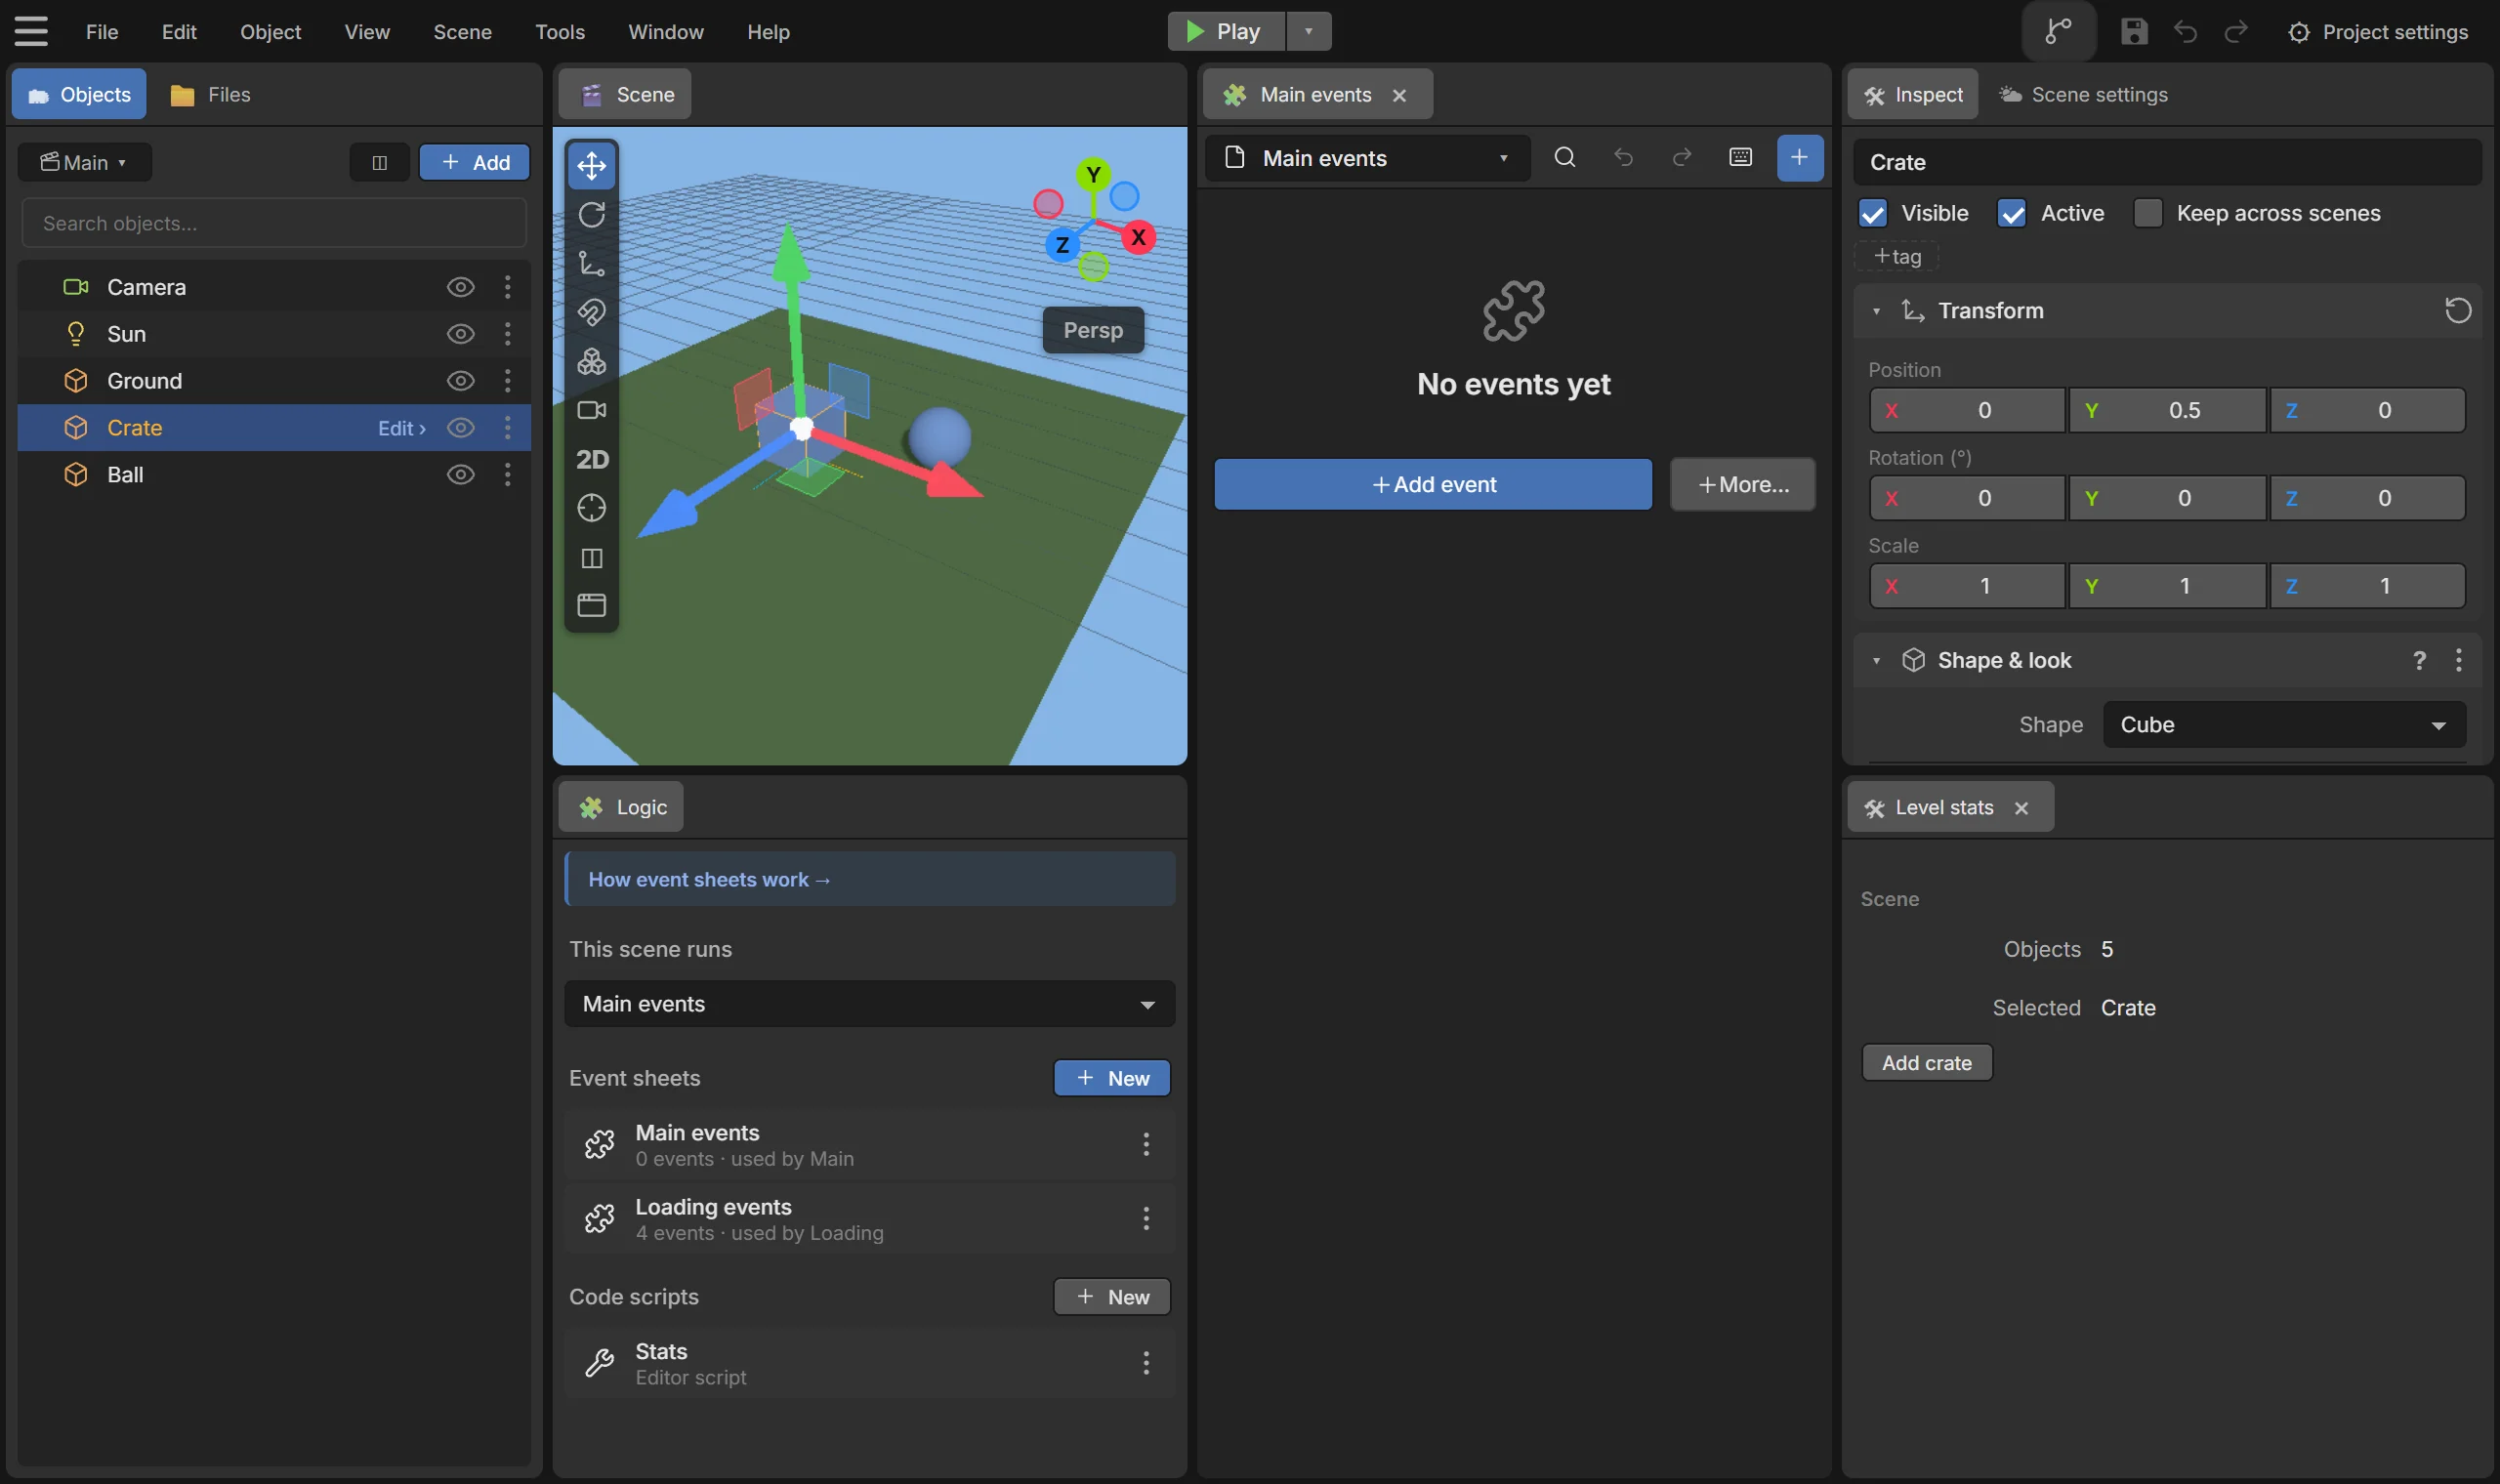 File Edit Object View Scene Tools Window Help
Play
Project settings
Objects Files
Main
+ Add
Search objects...
Camera
Sun
Ground
Crate Edit ›
Ball
Scene
2D
Y
X
Z
Persp
Logic
How event sheets work →
This scene runs
Main events
Event sheets
+ New
Main events
0 events · used by Main
Loading events
4 events · used by Loading
Code scripts
+ New
Stats
Editor script
Main events ×
Main events
+
No events yet
+Add event
+More...
Inspect Scene settings
Crate
Visible Active Keep across scenes
+tag
Transform
Position
X 0 Y 0.5 Z 0
Rotation (°)
X 0 Y 0 Z 0
Scale
X 1 Y 1 Z 1
Shape & look ?
Shape Cube
Level stats ×
Scene
Objects 5
Selected Crate
Add crate